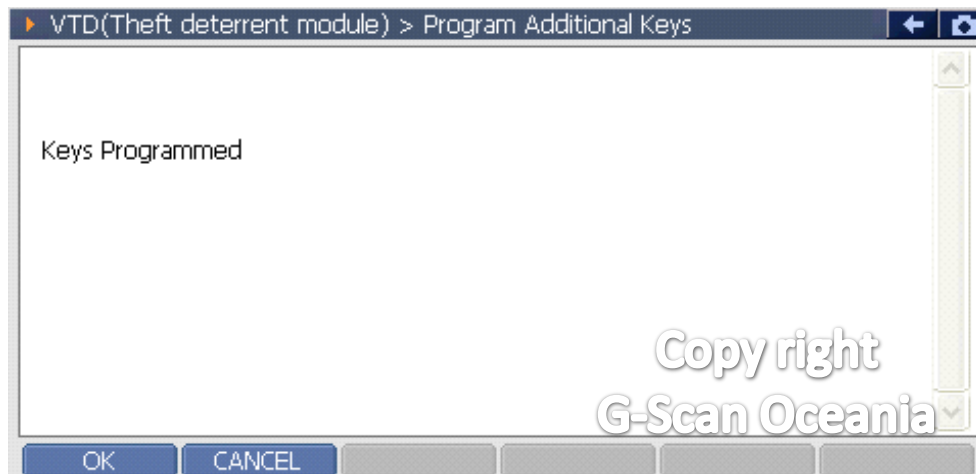 VTD(Theft deterrent module) > Program Additional Keys
Keys Programmed
Copy right
G-Scan Oceania
OK
CANCEL